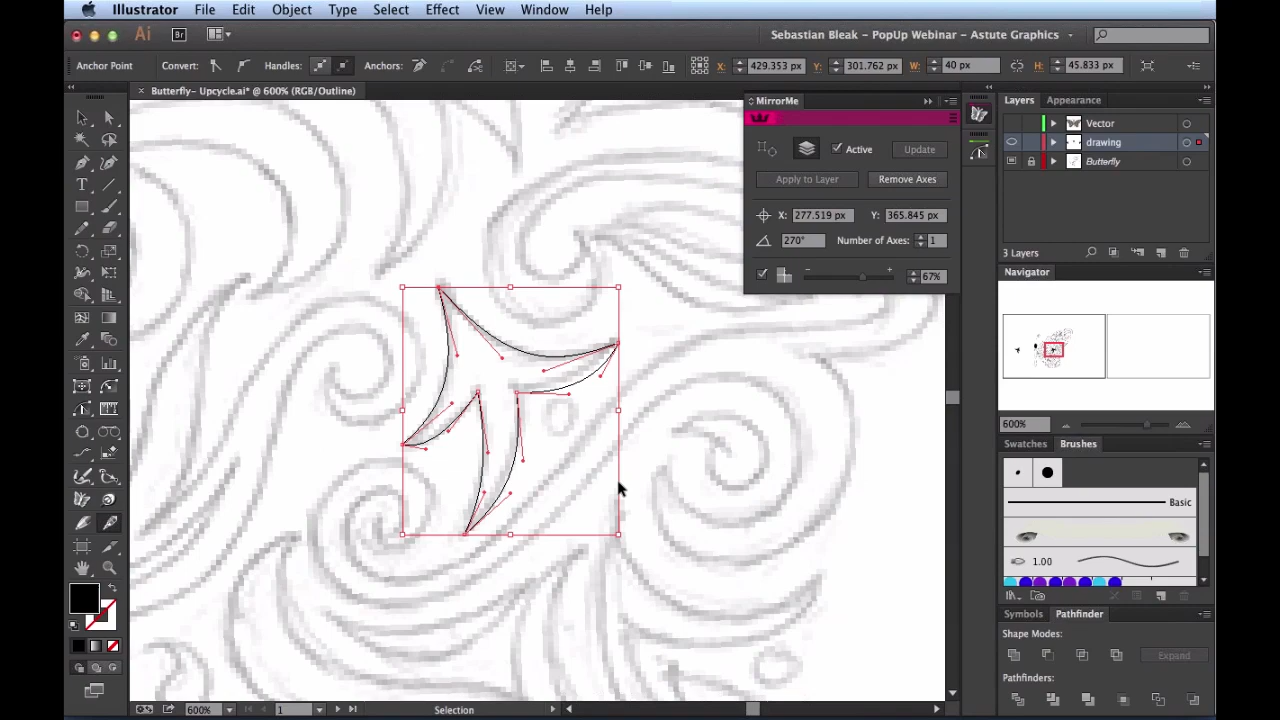 Illustrator File Edit Object Type Select Effect View Window Help
Ai Br Sebastian Bleak – PopUp Webinar – Astute Graphics
Anchor Point Convert: Handles: Anchors: X: 429.353 px Y: 301.762 px W: 40 px H: 45.833 px
× Butterfly– Upcycle.ai* @ 600% (RGB/Outline)
MirrorMe
Active Update
Apply to Layer Remove Axes
X: 277.519 px Y: 365.845 px
270° Number of Axes: 1
67%
Layers Appearance
Vector
drawing
Butterfly
3 Layers
Navigator
600%
Swatches Brushes
Basic
1.00
Symbols Pathfinder
Shape Modes:
Expand
Pathfinders:
600% 1 Selection